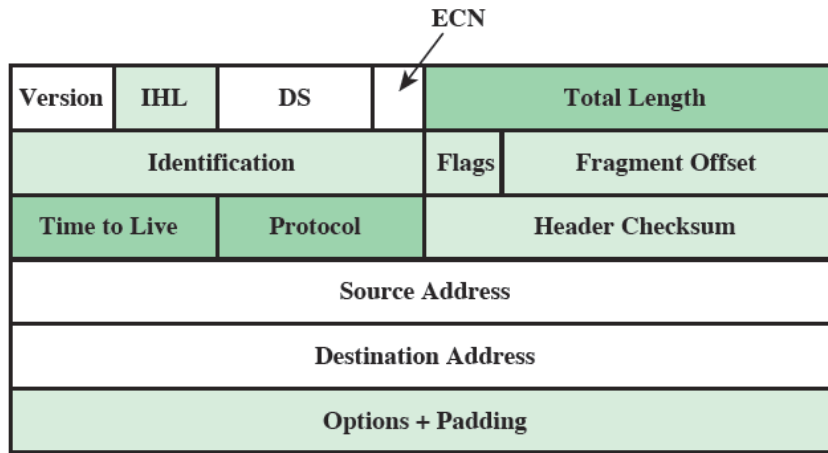 ECN
Version IHL DS Total Length
Identification Flags Fragment Offset
Time to Live Protocol Header Checksum
Source Address
Destination Address
Options + Padding